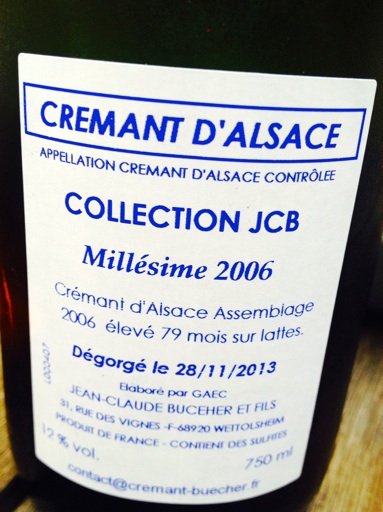 CREMANT D'ALSACE
APPELLATION CREMANT D'ALSACE CONTRÔLEE
COLLECTION JCB
Millésime 2006
Crémant d'Alsace Assemblage
2006 élevé 79 mois sur lattes.
Dégorgé le 28/11/2013
Elaboré par GAEC
JEAN-CLAUDE BUCEHER ET FILS
31, RUE DES VIGNES -F-68920 WETTOLSHEIM
PRODUIT DE FRANCE - CONTIENT DES SULFITES
12 % vol.
750 ml
contact@cremant-buecher.fr